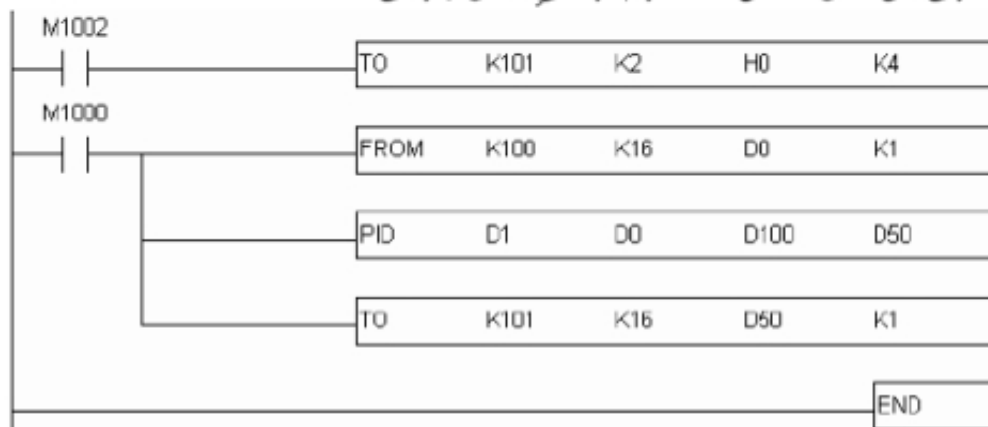 M1002
TO K101 K2 H0 K4
M1000
FROM K100 K16 D0 K1
PID D1 D0 D100 D50
TO K101 K16 D50 K1
END